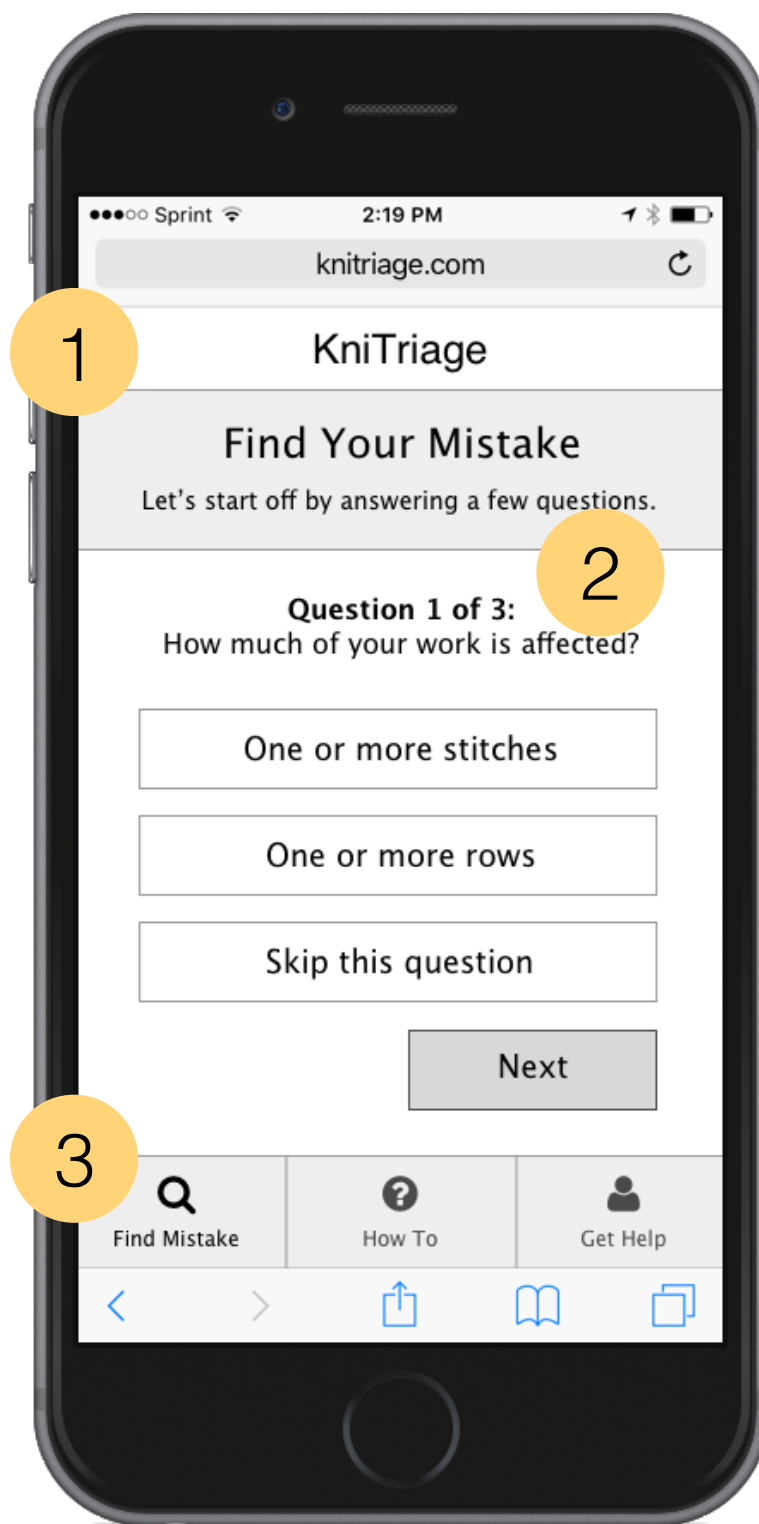 Sprint 2:19 PM
knitriage.com
1
KniTriage
Find Your Mistake
Let's start off by answering a few questions.
2
Question 1 of 3:
How much of your work is affected?
One or more stitches
One or more rows
Skip this question
Next
3
Find Mistake How To Get Help